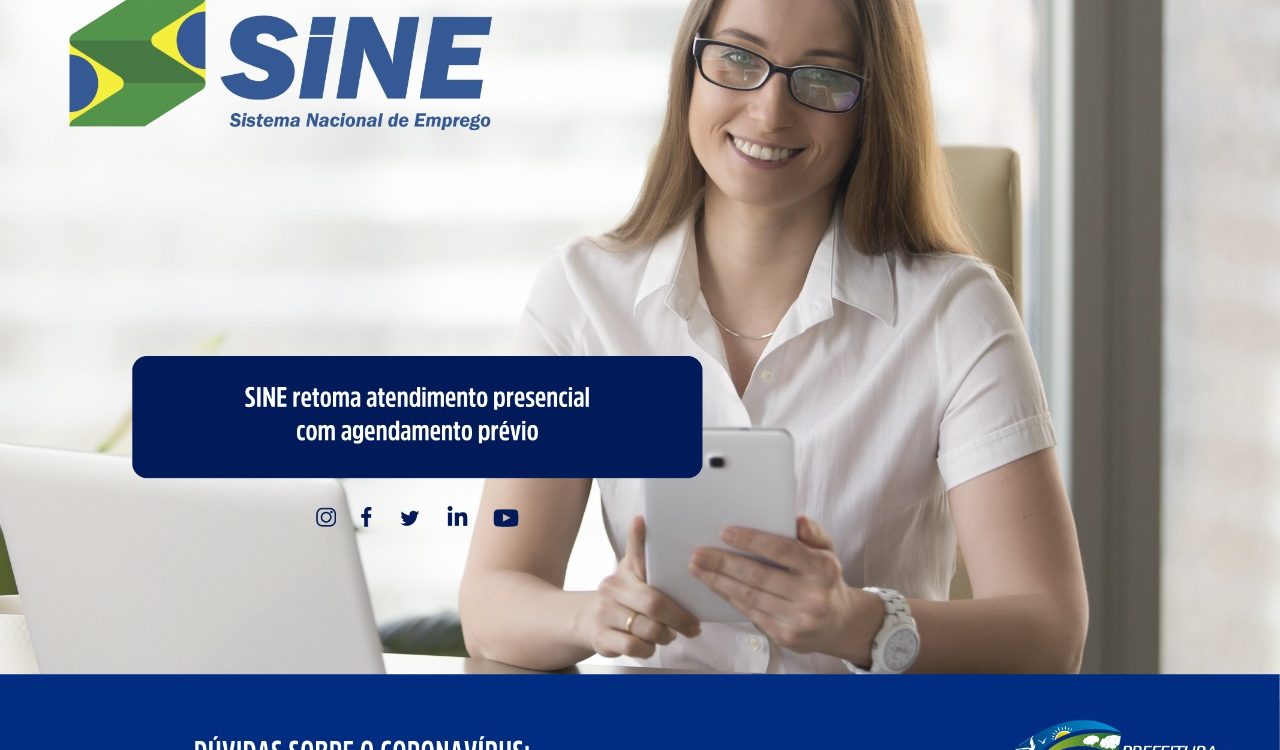 SiNE
Sistema Nacional de Emprego
SINE retoma atendimento presencial
com agendamento prévio
DÚVIDAS SOBRE O CORONAVÍRUS:
PREFEITURA